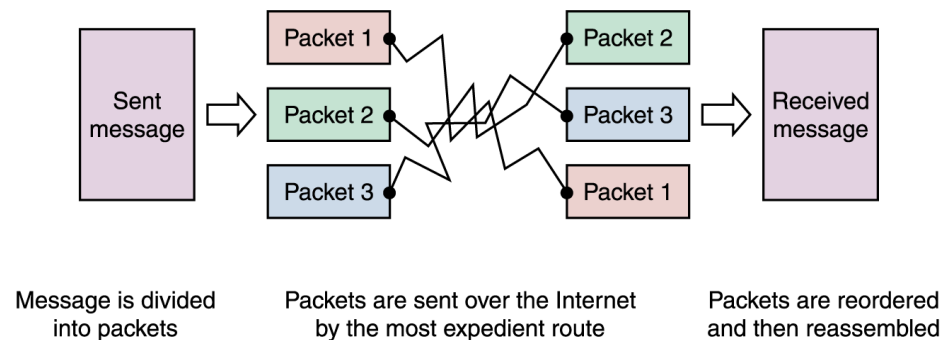 Sent
message
Packet 1
Packet 2
Packet 3
Packet 2
Packet 3
Packet 1
Received
message
Message is divided
into packets
Packets are sent over the Internet
by the most expedient route
Packets are reordered
and then reassembled